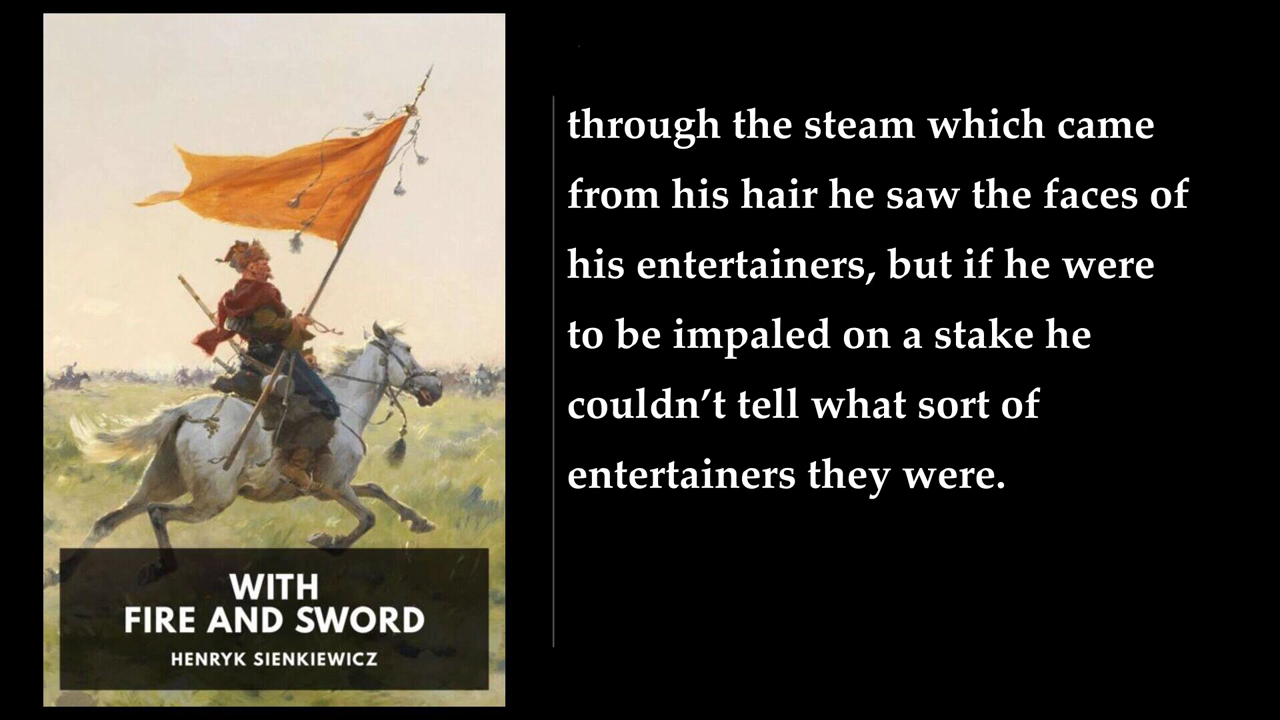 through the steam which came
from his hair he saw the faces of
his entertainers, but if he were
to be impaled on a stake he
couldn’t tell what sort of
entertainers they were.
WITH
FIRE AND SWORD
HENRYK SIENKIEWICZ